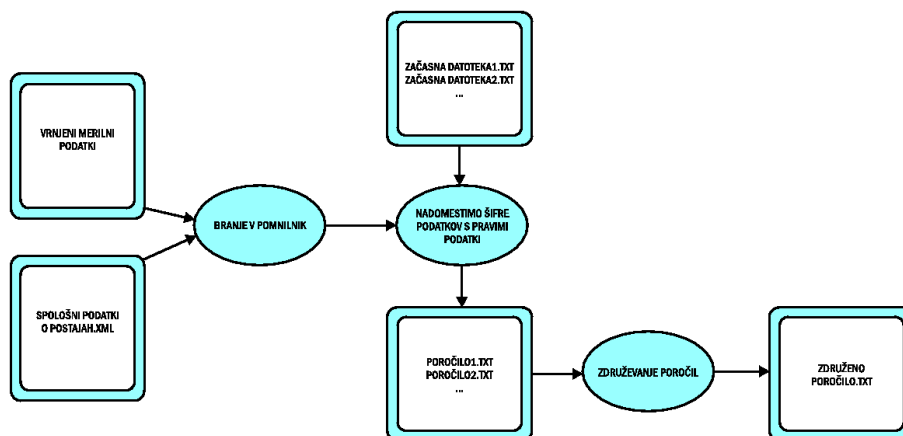 ZAČASNA DATOTEKA1.TXT
ZAČASNA DATOTEKA2.TXT
...
VRNJENI MERILNI
PODATKI
BRANJE V POMNILNIK
NADOMESTIMO ŠIFRE
PODATKOV S PRAVIMI
PODATKI
SPLOŠNI PODATKI
O POSTAJAH.XML
POROČILO1.TXT
POROČILO2.TXT
...
ZDRUŽEVANJE POROČIL
ZDRUŽENO
POROČILO.TXT